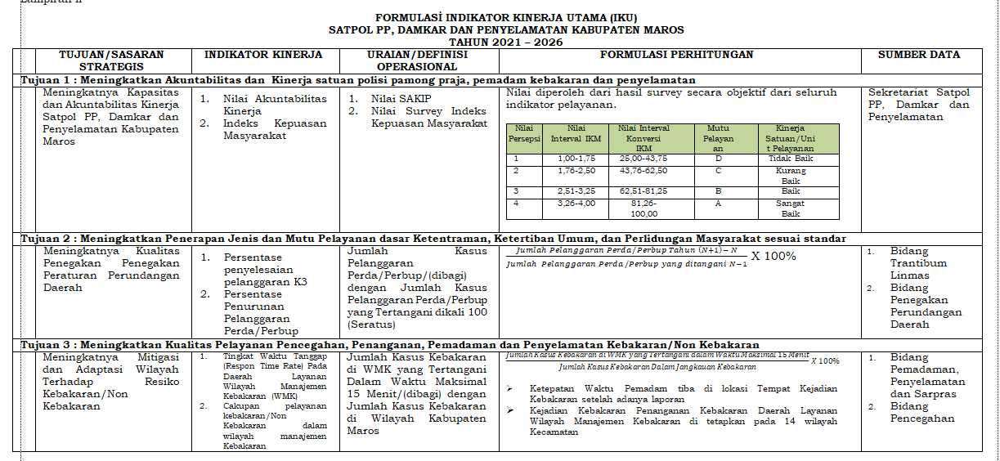 Lampiran II
FORMULASİ INDIKATOR KINERJA UTAMA (IKU)
SATPOL PP, DAMKAR DAN PENYELAMATAN KABUPATEN MAROS
TAHUN 2021 – 2026
TUJUAN/SASARAN STRATEGIS
INDIKATOR KINERJA
URAIAN/DEFINISI OPERASIONAL
FORMULASI PERHITUNGAN
SUMBER DATA
Tujuan 1 : Meningkatkan Akuntabilitas dan Kinerja satuan polisi pamong praja, pemadam kebakaran dan penyelamatan
Meningkatnya Kapasitas
dan Akuntabilitas Kinerja
Satpol PP, Damkar dan
Penyelamatan Kabupaten
Maros
1. Nilai Akuntabilitas
Kinerja
2. Indeks Kepuasan
Masyarakat
1. Nilai SAKIP
2. Nilai Survey Indeks
Kepuasan Masyarakat
Nilai diperoleh dari hasil survey secara objektif dari seluruh
indikator pelayanan.
Nilai Persepsi
Nilai Interval IKM
Nilai Interval Konversi IKM
Mutu Pelayan an
Kinerja Satuan/Uni t Pelayanan
1 1,00-1,75 25,00-43,75 D Tidak Baik
2 1,76-2,50 43,76-62,50 C Kurang Baik
3 2,51-3,25 62,51-81,25 B Baik
4 3,26-4,00 81,26-100,00 A Sangat Baik
Sekretariat Satpol
PP, Damkar dan
Penyelamatan
Tujuan 2 : Meningkatkan Penerapan Jenis dan Mutu Pelayanan dasar Ketentraman, Ketertiban Umum, dan Perlidungan Masyarakat sesuai standar
Meningkatnya Kualitas
Penegakan Penegakan
Peraturan Perundangan
Daerah
1. Persentase
penyelesaian
pelanggaran K3
2. Persentase
Penurunan
Pelanggaran
Perda/Perbup
Jumlah Kasus
Pelanggaran
Perda/Perbup/(dibagi)
dengan Jumlah Kasus
Pelanggaran Perda/Perbup
yang Tertangani dikali 100
(Seratus)
Jumlah Pelanggaran Perda/Perbup Tahun (N+1)– N
Jumlah Pelanggaran Perda/Perbup yang ditangani N−1
X 100%
1. Bidang
Trantibum
Linmas
2. Bidang
Penegakan
Perundangan
Daerah
Tujuan 3 : Meningkatkan Kualitas Pelayanan Pencegahan, Penanganan, Pemadaman dan Penyelamatan Kebakaran/Non Kebakaran
Meningkatnya Mitigasi
dan Adaptasi Wilayah
Terhadap Resiko
Kebakaran/Non
Kebakaran
1. Tingkat Waktu Tanggap
(Respon Time Rate) Pada
Daerah Layanan
Wilayah Manajemen
Kebakaran (WMK)
2. Cakupan pelayanan
kebakaran/Non
Kebakaran dalam
wilayah manajemen
Kebakaran
Jumlah Kasus Kebakaran
di WMK yang Tertangani
Dalam Waktu Maksimal
15 Menit/(dibagi) dengan
Jumlah Kasus Kebakaran
di Wilayah Kabupaten
Maros
Jumlah Kasus Kebakaran di WMK yang Tertangani dalam Waktu Maksimal 15 Menit
Jumlah Kasus Kebakaran Dalam Jangkauan Kebakaran
X 100%
➢ Ketepatan Waktu Pemadam tiba di lokasi Tempat Kejadian
Kebakaran setelah adanya laporan
➢ Kejadian Kebakaran Penanganan Kebakaran Daerah Layanan
Wilayah Manajemen Kebakaran di tetapkan pada 14 wilayah
Kecamatan
1. Bidang
Pemadaman,
Penyelamatan
dan Sarpras
2. Bidang
Pencegahan